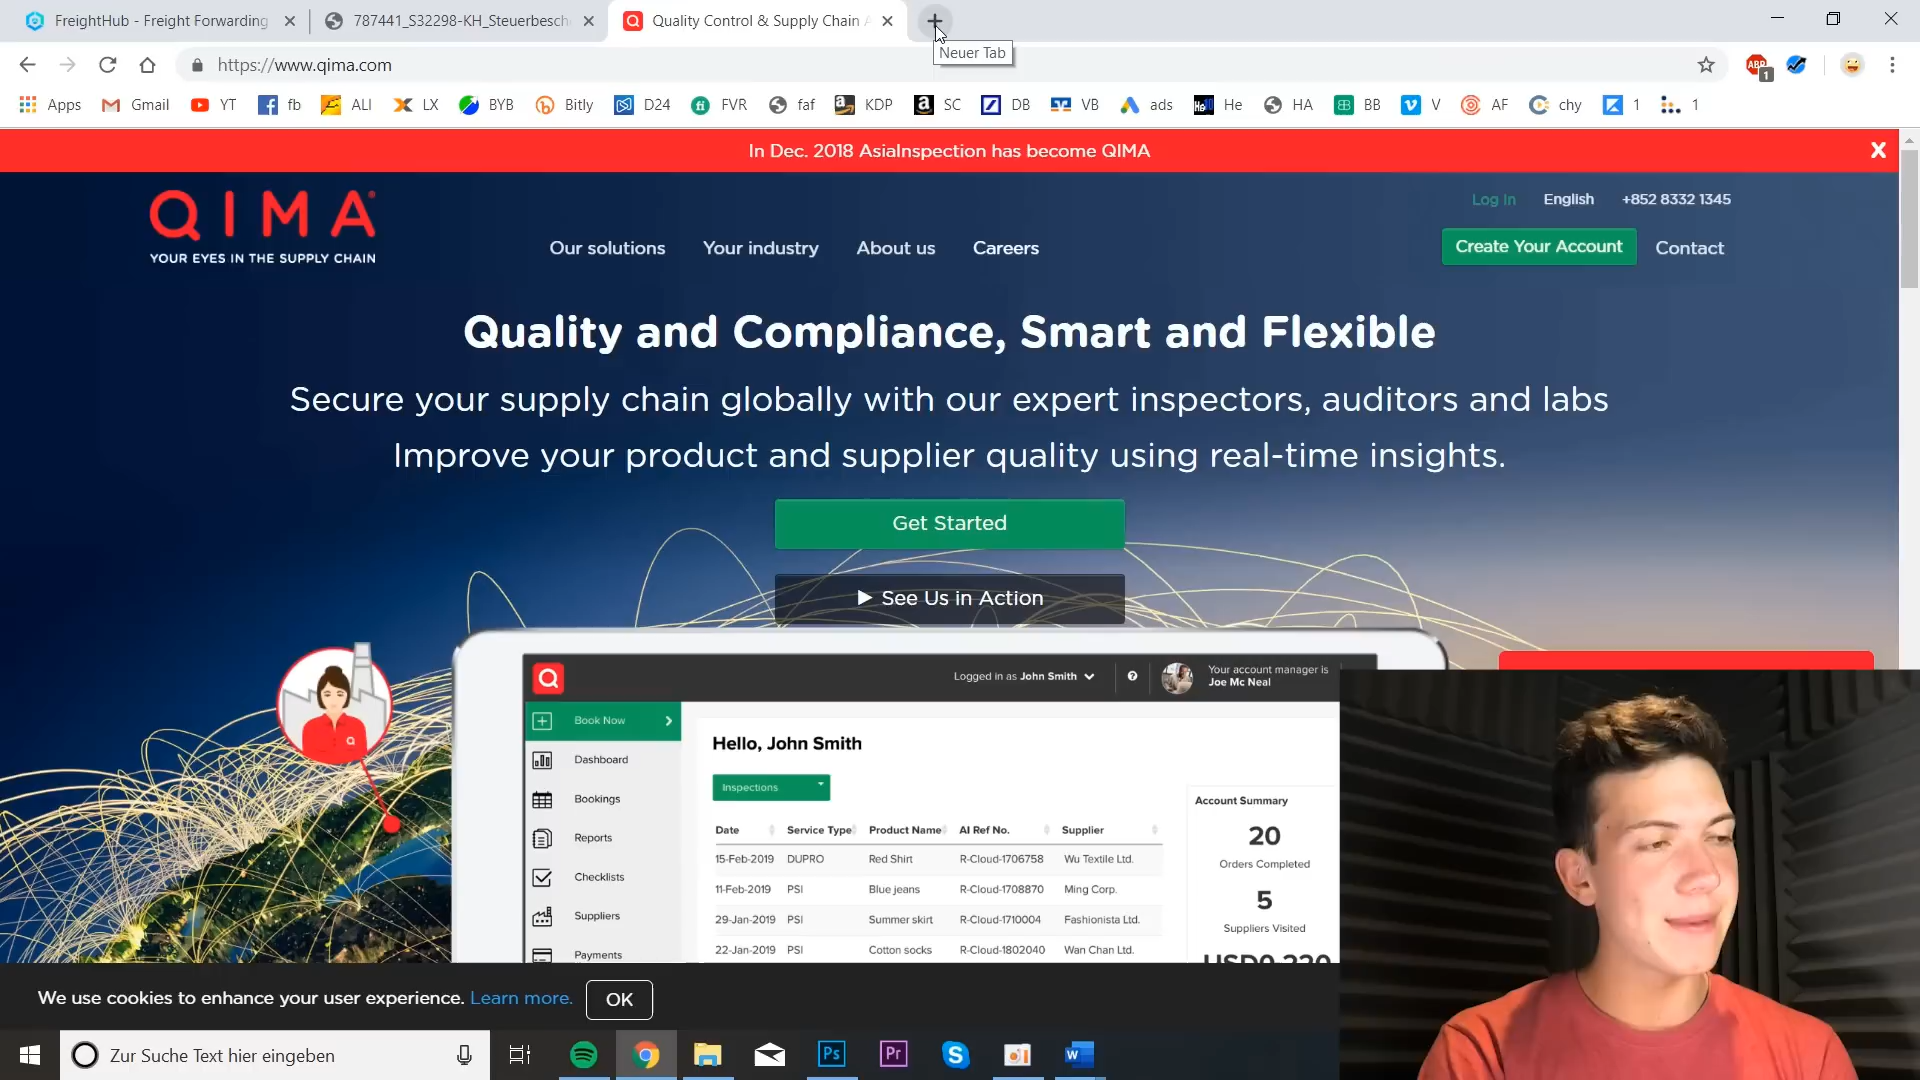 FreightHub - Freight Forwarding
787441_S32298-KH_Steuerbesch
Quality Control & Supply Chain A
Neuer Tab
https://www.qima.com
ABP
1
Apps
Gmail
YT
fb
ALI
LX
BYB
Bitly
D24
FVR
faf
KDP
SC
DB
VB
ads
He
HA
BB
V
AF
chy
1
1
In Dec. 2018 AsiaInspection has become QIMA
X
QIMA
YOUR EYES IN THE SUPPLY CHAIN
Log In
English
+852 8332 1345
Our solutions
Your industry
About us
Careers
Create Your Account
Contact
Quality and Compliance, Smart and Flexible
Secure your supply chain globally with our expert inspectors, auditors and labs
Improve your product and supplier quality using real-time insights.
Get Started
See Us in Action
Logged in as John Smith
?
Your account manager is
Joe Mc Neal
Book Now
Dashboard
Bookings
Reports
Checklists
Suppliers
Payments
Hello, John Smith
Inspections
Date Service Type Product Name AI Ref No. Supplier
15-Feb-2019 DUPRO Red Shirt R-Cloud-1706758 Wu Textile Ltd.
11-Feb-2019 PSI Blue jeans R-Cloud-1708870 Ming Corp.
29-Jan-2019 PSI Summer skirt R-Cloud-1710004 Fashionista Ltd.
22-Jan-2019 PSI Cotton socks R-Cloud-1802040 Wan Chan Ltd.
Account Summary
20
Orders Completed
5
Suppliers Visited
We use cookies to enhance your user experience. Learn more.
OK
Zur Suche Text hier eingeben
Ps
Pr